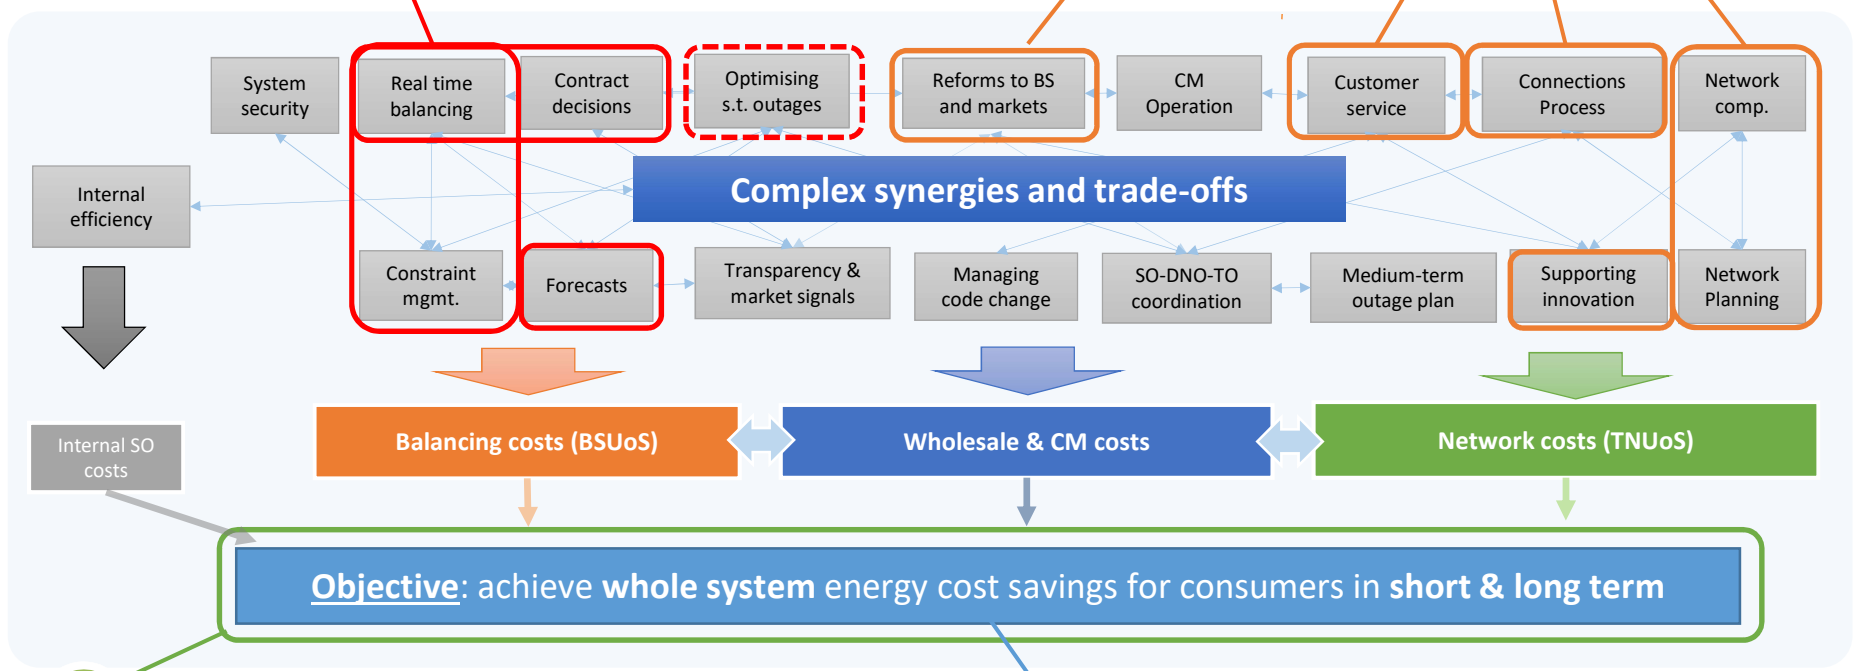 System
security
Real time
balancing
Contract
decisions
Optimising
s.t. outages
Reforms to BS
and markets
CM
Operation
Customer
service
Connections
Process
Network
comp.
Internal
efficiency
Complex synergies and trade-offs
Constraint
mgmt.
Forecasts
Transparency &
market signals
Managing
code change
SO-DNO-TO
coordination
Medium-term
outage plan
Supporting
innovation
Network
Planning
Internal SO
costs
Balancing costs (BSUoS)
Wholesale & CM costs
Network costs (TNUoS)
Objective: achieve whole system energy cost savings for consumers in short & long term